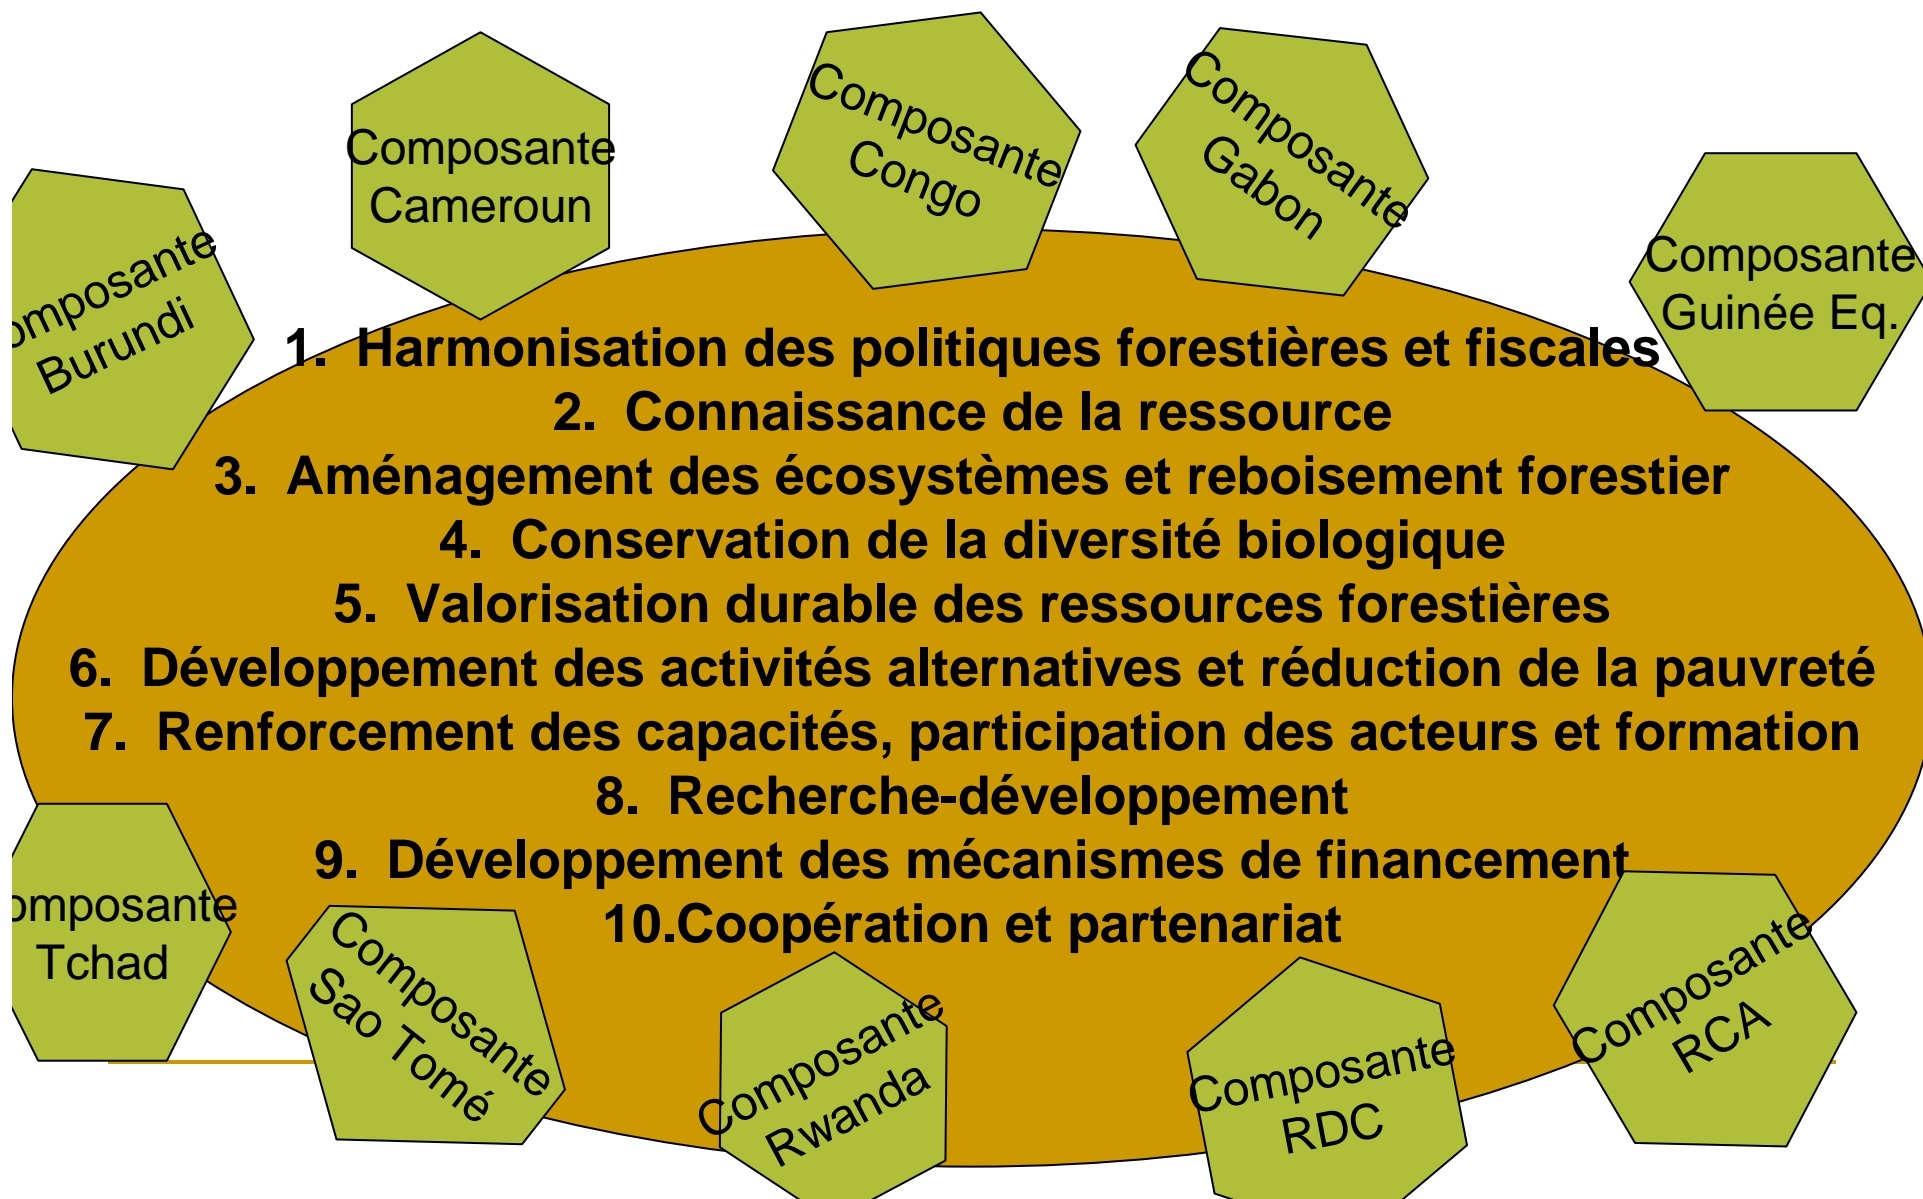 Composante
Cameroun
Composante
Congo
Composante
Gabon
Composante
Guinée Eq.
omposante
Burundi
1. Harmonisation des politiques forestières et fiscales
2. Connaissance de la ressource
3. Aménagement des écosystèmes et reboisement forestier
4. Conservation de la diversité biologique
5. Valorisation durable des ressources forestières
6. Développement des activités alternatives et réduction de la pauvreté
7. Renforcement des capacités, participation des acteurs et formation
8. Recherche-développement
9. Développement des mécanismes de financement
10.Coopération et partenariat
omposante
Tchad
Composante
Sao Tomé
Composante
Rwanda
Composante
RDC
Composante
RCA